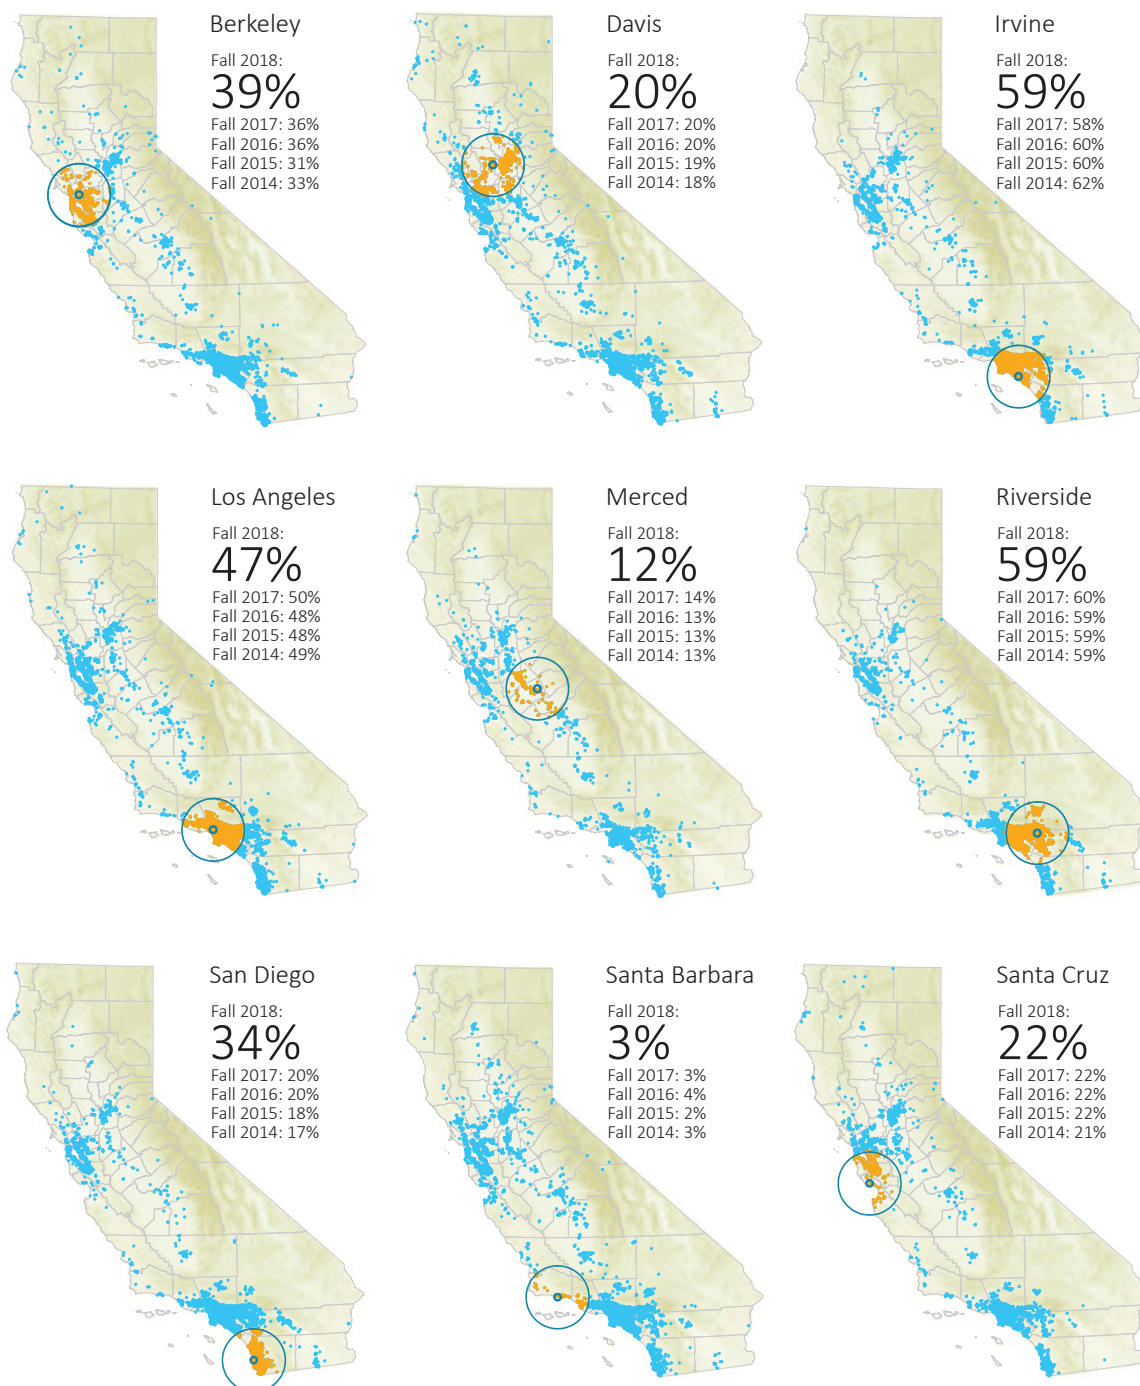 Berkeley
Fall 2018:
39%
Fall 2017: 36%
Fall 2016: 36%
Fall 2015: 31%
Fall 2014: 33%
Davis
Fall 2018:
20%
Fall 2017: 20%
Fall 2016: 20%
Fall 2015: 19%
Fall 2014: 18%
Irvine
Fall 2018:
59%
Fall 2017: 58%
Fall 2016: 60%
Fall 2015: 60%
Fall 2014: 62%
Los Angeles
Fall 2018:
47%
Fall 2017: 50%
Fall 2016: 48%
Fall 2015: 48%
Fall 2014: 49%
Merced
Fall 2018:
12%
Fall 2017: 14%
Fall 2016: 13%
Fall 2015: 13%
Fall 2014: 13%
Riverside
Fall 2018:
59%
Fall 2017: 60%
Fall 2016: 59%
Fall 2015: 59%
Fall 2014: 59%
San Diego
Fall 2018:
34%
Fall 2017: 20%
Fall 2016: 20%
Fall 2015: 18%
Fall 2014: 17%
Santa Barbara
Fall 2018:
3%
Fall 2017: 3%
Fall 2016: 4%
Fall 2015: 2%
Fall 2014: 3%
Santa Cruz
Fall 2018:
22%
Fall 2017: 22%
Fall 2016: 22%
Fall 2015: 22%
Fall 2014: 21%